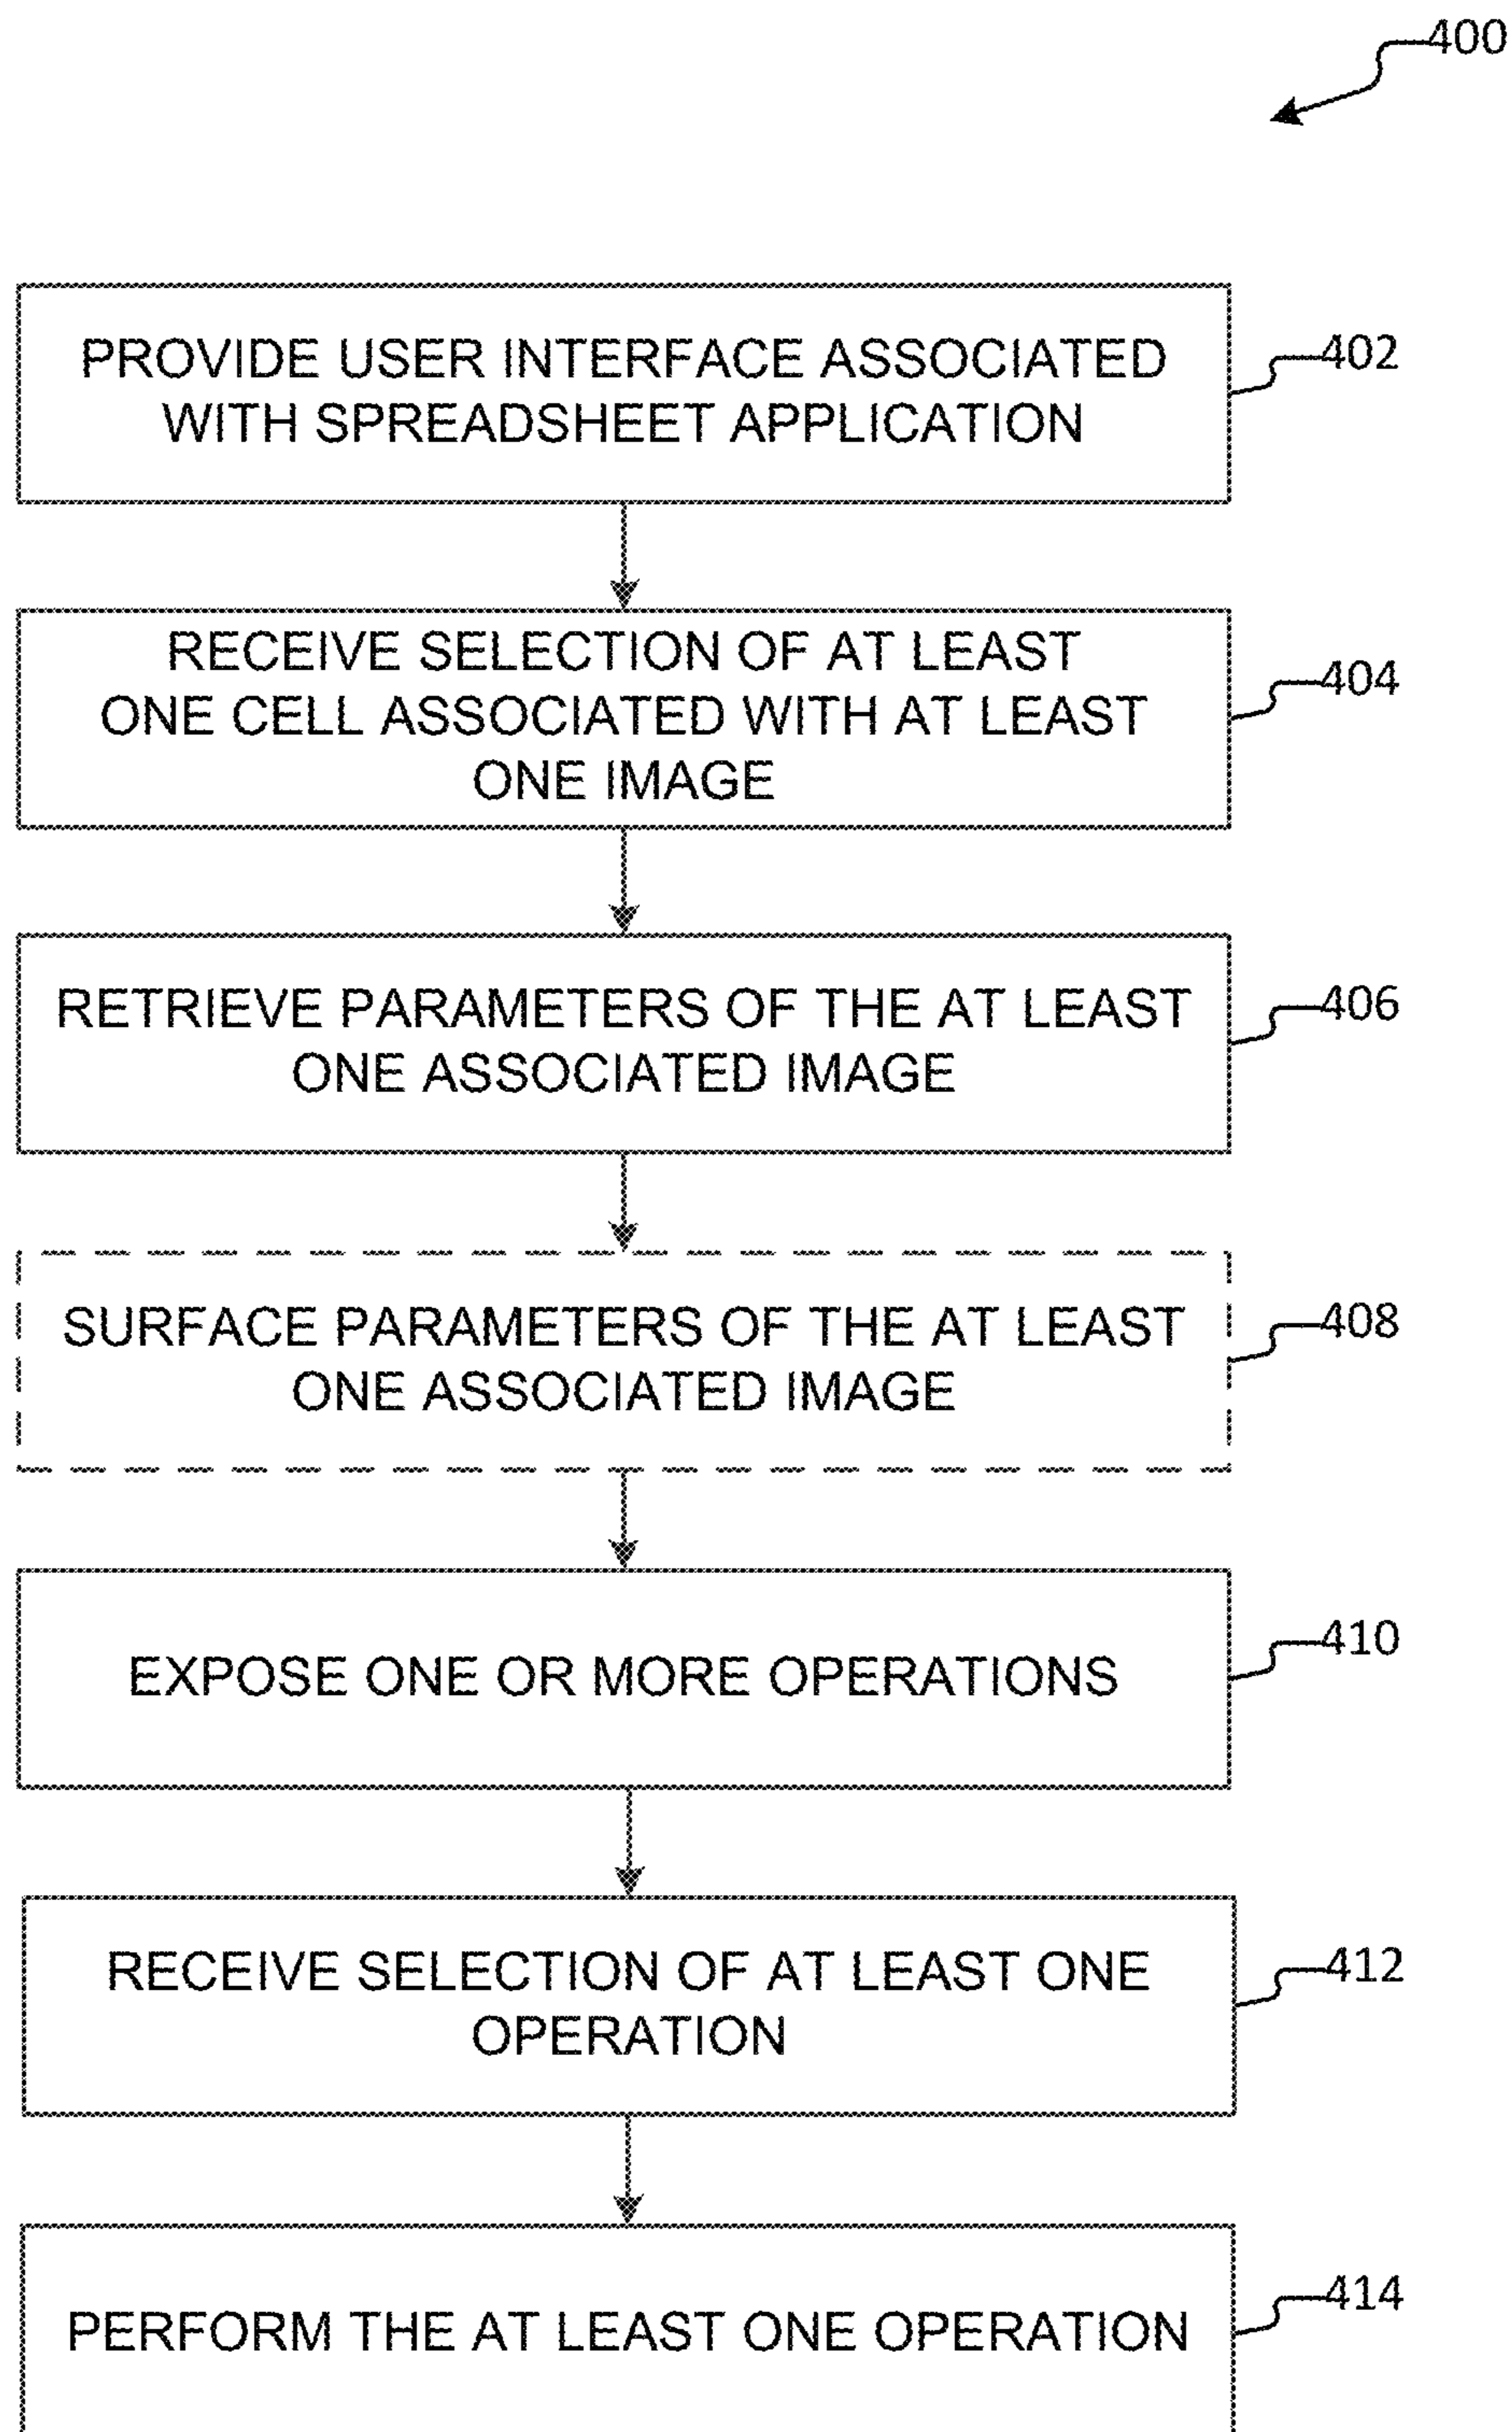 400
PROVIDE USER INTERFACE ASSOCIATED
WITH SPREADSHEET APPLICATION
402
RECEIVE SELECTION OF AT LEAST
ONE CELL ASSOCIATED WITH AT LEAST
ONE IMAGE
404
RETRIEVE PARAMETERS OF THE AT LEAST
ONE ASSOCIATED IMAGE
406
SURFACE PARAMETERS OF THE AT LEAST
ONE ASSOCIATED IMAGE
408
EXPOSE ONE OR MORE OPERATIONS
410
RECEIVE SELECTION OF AT LEAST ONE
OPERATION
412
PERFORM THE AT LEAST ONE OPERATION
414